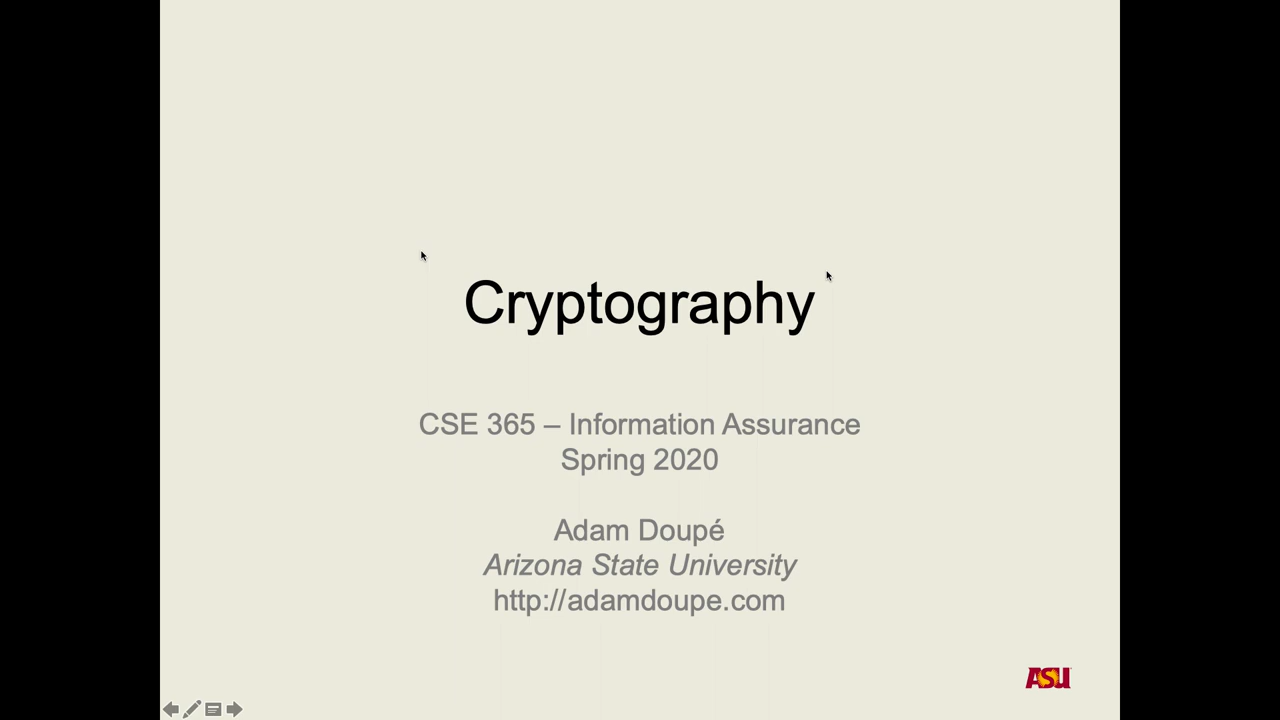 Cryptography
CSE 365 – Information Assurance
Spring 2020
Adam Doupé
Arizona State University
http://adamdoupe.com
ASU